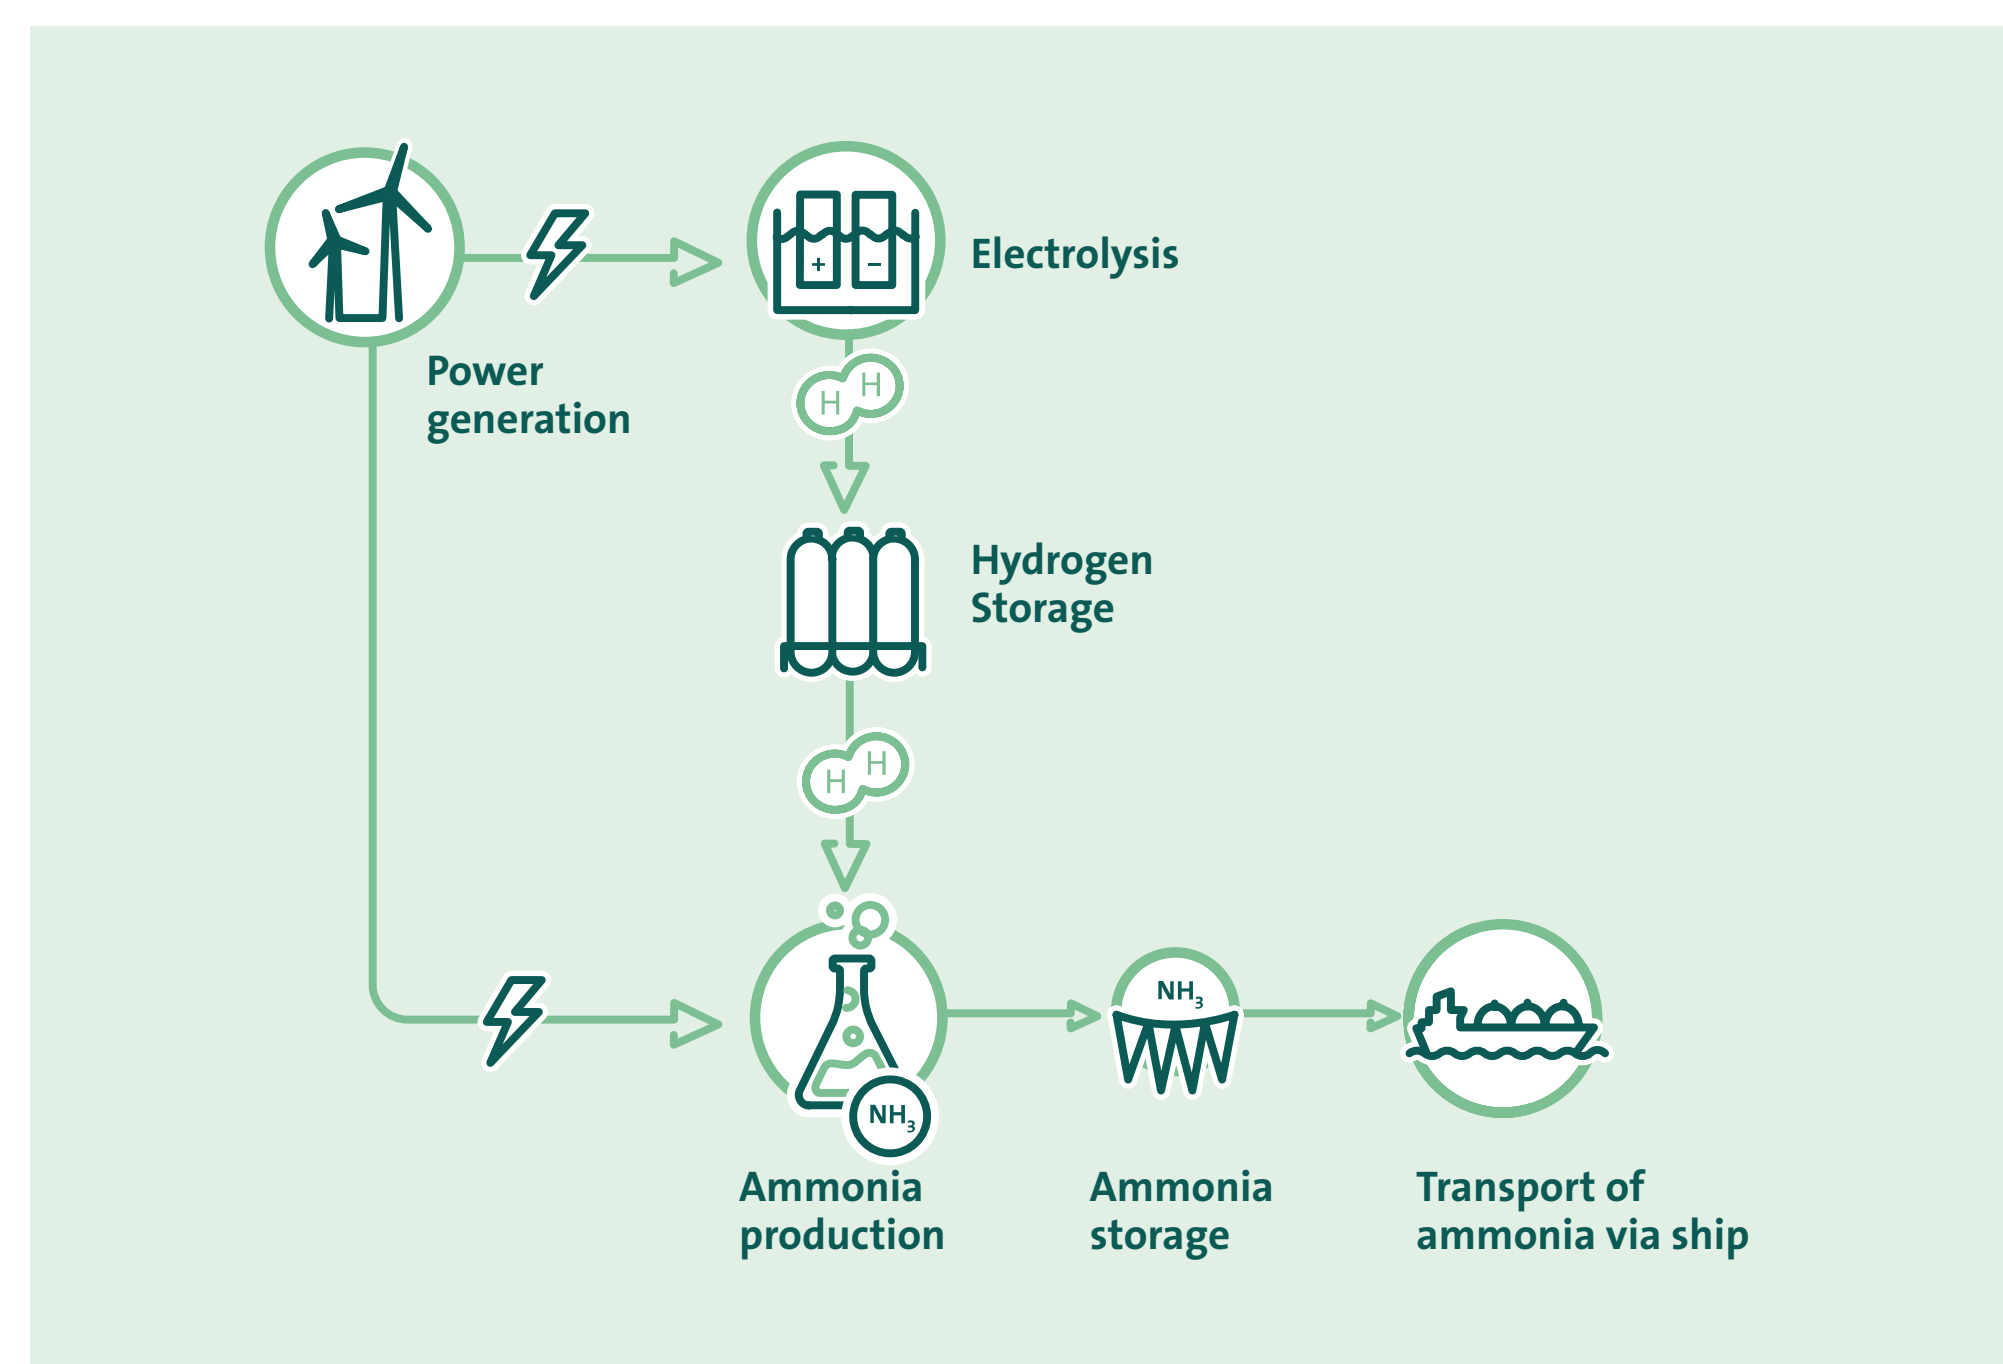 + −
Electrolysis
Power
generation
H H
Hydrogen
Storage
H H
NH3
NH3
Ammonia
production
Ammonia
storage
Transport of
ammonia via ship